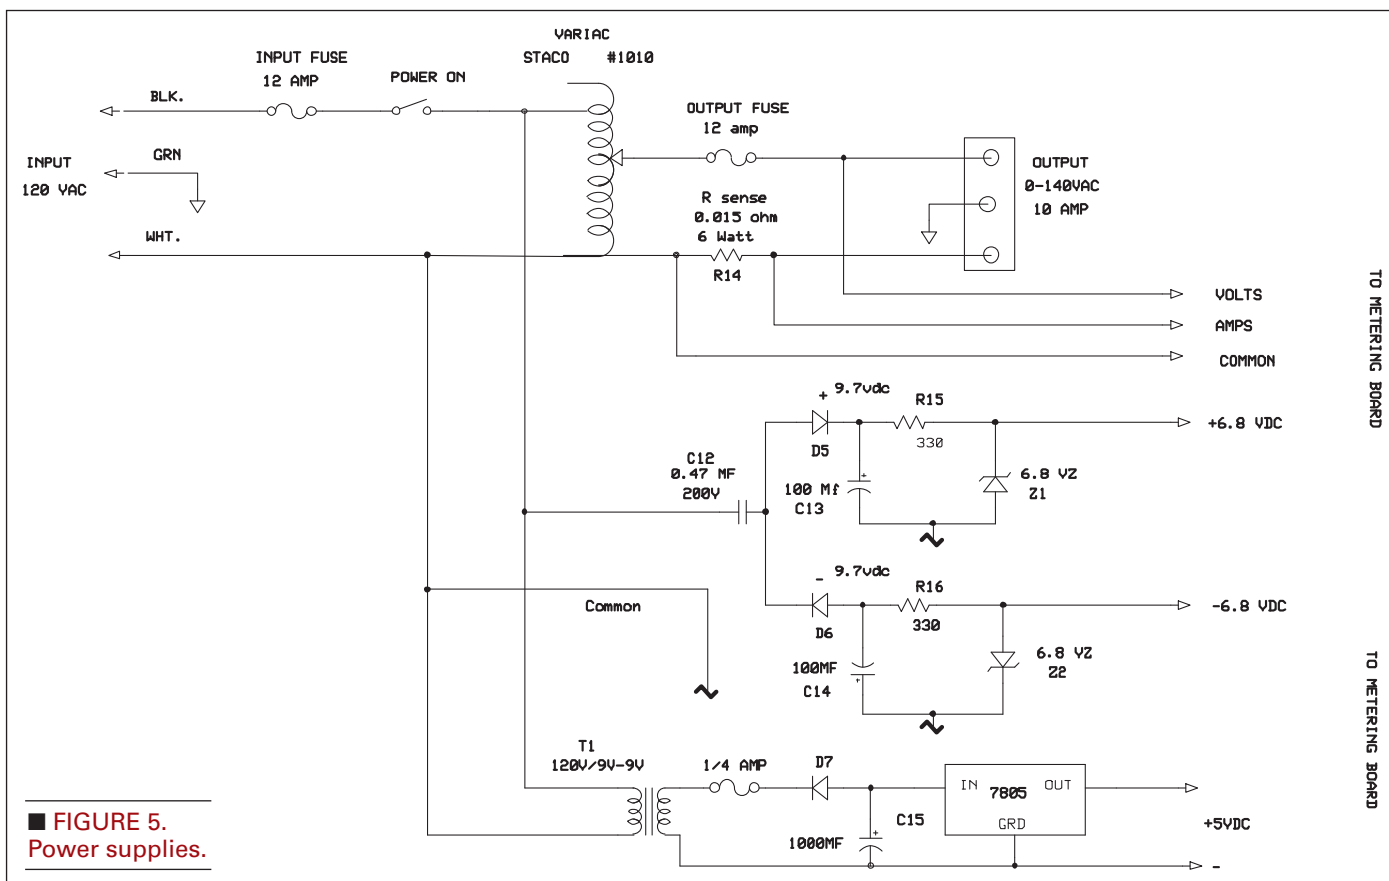 VARIAC
STACO #1010
INPUT FUSE
12 AMP
POWER ON
BLK.
OUTPUT FUSE
12 amp
GRN
INPUT
120 VAC
OUTPUT
0-140VAC
10 AMP
R sense
0.015 ohm
6 Watt
WHT.
R14
VOLTS
AMPS
COMMON
TO METERING BOARD
+ 9.7vdc
R15
D5
330
+6.8 VDC
C12
0.47 MF
200V
+
100 Mf
C13
6.8 VZ
Z1
- 9.7vdc
R16
D6
330
-6.8 VDC
Common
100MF
C14
+
6.8 VZ
Z2
TO METERING BOARD
T1
120V/9V-9V
1/4 AMP
D7
IN 7805 OUT
GRD
C15
+
1000MF
+5VDC
-
■ FIGURE 5.
Power supplies.